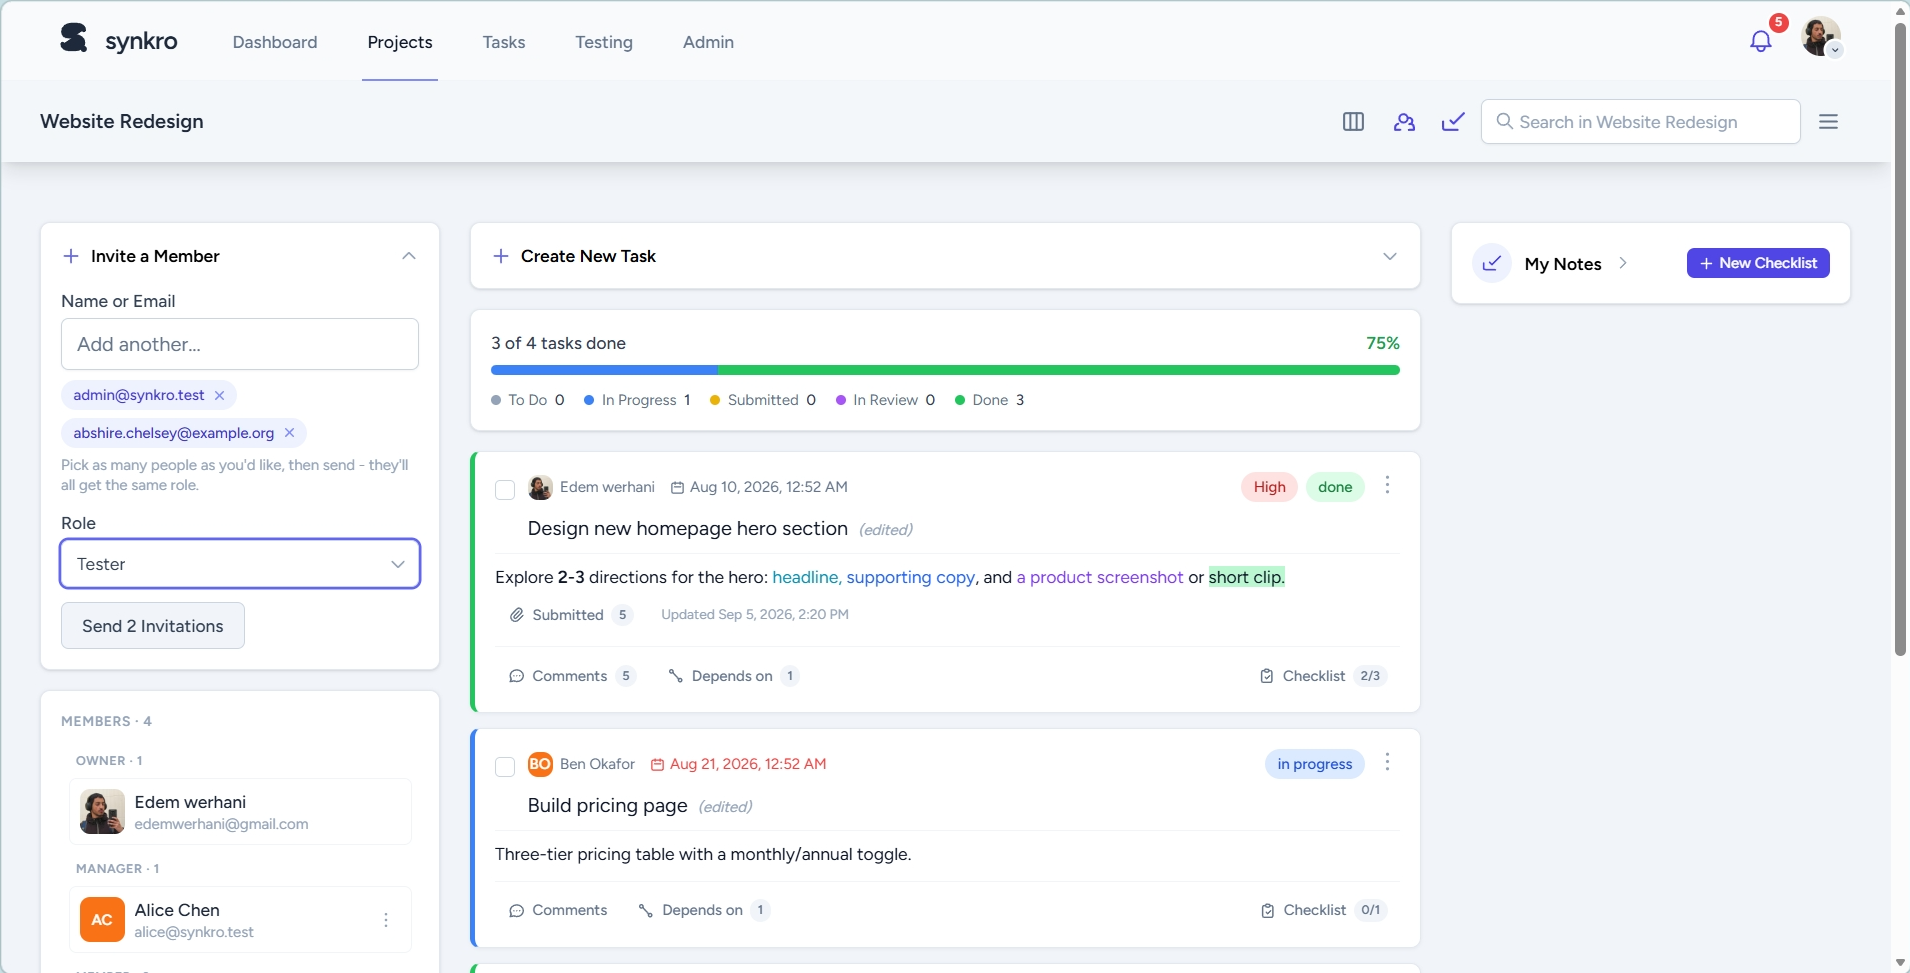 synkro
Dashboard
Projects
Tasks
Testing
Admin
5
Website Redesign
Search in Website Redesign
Invite a Member
Name or Email
Add another...
admin@synkro.test
abshire.chelsey@example.org
Pick as many people as you'd like, then send - they'll
all get the same role.
Role
Tester
Send 2 Invitations
MEMBERS · 4
OWNER · 1
Edem werhani
edemwerhani@gmail.com
MANAGER · 1
AC
Alice Chen
alice@synkro.test
Create New Task
3 of 4 tasks done
75%
To Do 0
In Progress 1
Submitted 0
In Review 0
Done 3
Edem werhani
Aug 10, 2026, 12:52 AM
High
done
Design new homepage hero section (edited)
Explore 2-3 directions for the hero: headline, supporting copy, and a product screenshot or short clip.
Submitted 5
Updated Sep 5, 2026, 2:20 PM
Comments 5
Depends on 1
Checklist 2/3
BO
Ben Okafor
Aug 21, 2026, 12:52 AM
in progress
Build pricing page (edited)
Three-tier pricing table with a monthly/annual toggle.
Comments
Depends on 1
Checklist 0/1
My Notes
+ New Checklist